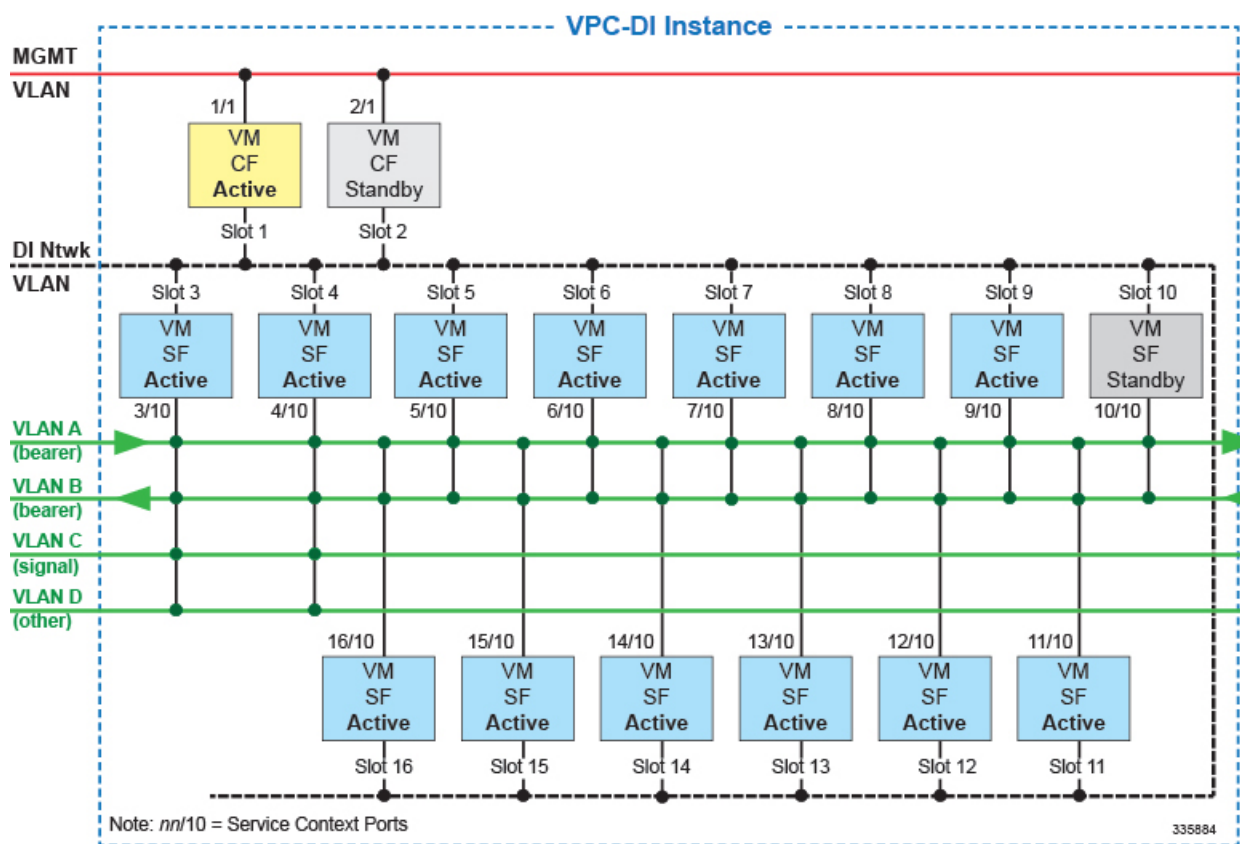 VPC-DI Instance
MGMT
VLAN
1/1
2/1
VM
CF
Active
VM
CF
Standby
Slot 1
Slot 2
DI Ntwk
VLAN
Slot 3
Slot 4
Slot 5
Slot 6
Slot 7
Slot 8
Slot 9
Slot 10
VM
SF
Active
VM
SF
Active
VM
SF
Active
VM
SF
Active
VM
SF
Active
VM
SF
Active
VM
SF
Active
VM
SF
Standby
3/10
4/10
5/10
6/10
7/10
8/10
9/10
10/10
VLAN A
(bearer)
VLAN B
(bearer)
VLAN C
(signal)
VLAN D
(other)
16/10
15/10
14/10
13/10
12/10
11/10
VM
SF
Active
VM
SF
Active
VM
SF
Active
VM
SF
Active
VM
SF
Active
VM
SF
Active
Slot 16
Slot 15
Slot 14
Slot 13
Slot 12
Slot 11
Note: nn/10 = Service Context Ports
335884